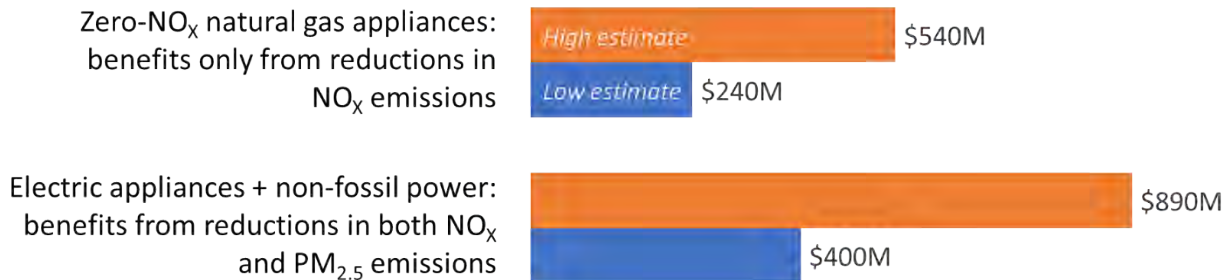 Zero-NOₓ natural gas appliances:
benefits only from reductions in
NOₓ emissions
High estimate
$540M
Low estimate
$240M
Electric appliances + non-fossil power:
benefits from reductions in both NOₓ
and PM₂.₅ emissions
$890M
$400M